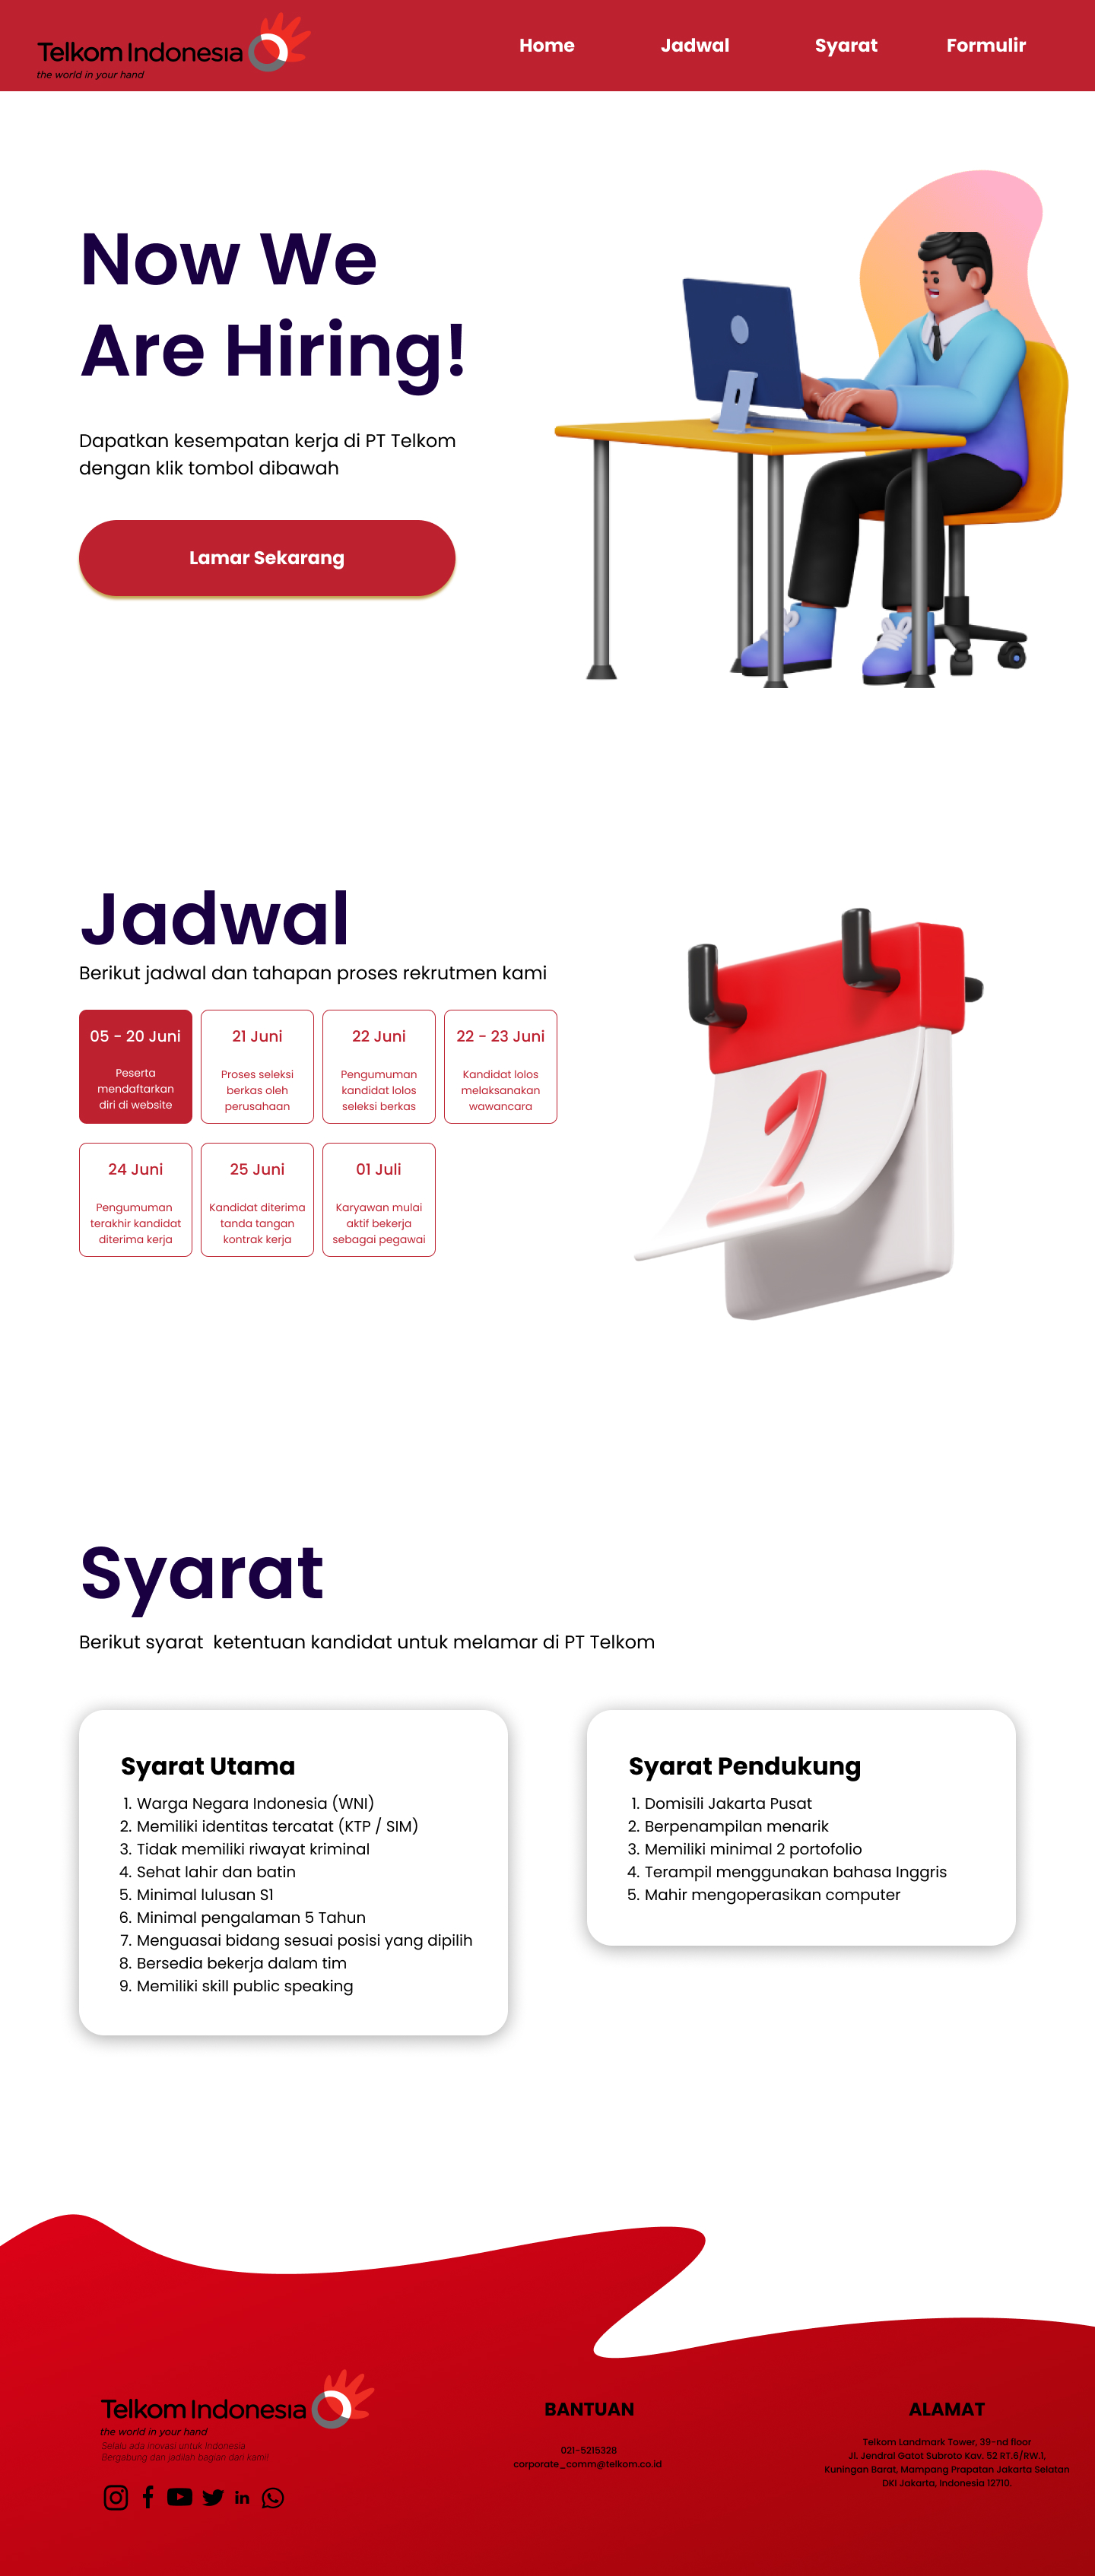 Telkom Indonesia
the world in your hand
Home
Jadwal
Syarat
Formulir
Now We
Are Hiring!
Dapatkan kesempatan kerja di PT Telkom
dengan klik tombol dibawah
Lamar Sekarang
Jadwal
Berikut jadwal dan tahapan proses rekrutmen kami
05 - 20 Juni
Peserta
mendaftarkan
diri di website
21 Juni
Proses seleksi
berkas oleh
perusahaan
22 Juni
Pengumuman
kandidat lolos
seleksi berkas
22 - 23 Juni
Kandidat lolos
melaksanakan
wawancara
24 Juni
Pengumuman
terakhir kandidat
diterima kerja
25 Juni
Kandidat diterima
tanda tangan
kontrak kerja
01 Juli
Karyawan mulai
aktif bekerja
sebagai pegawai
1
Syarat
Berikut syarat  ketentuan kandidat untuk melamar di PT Telkom
Syarat Utama
1. Warga Negara Indonesia (WNI)
2. Memiliki identitas tercatat (KTP / SIM)
3. Tidak memiliki riwayat kriminal
4. Sehat lahir dan batin
5. Minimal lulusan S1
6. Minimal pengalaman 5 Tahun
7. Menguasai bidang sesuai posisi yang dipilih
8. Bersedia bekerja dalam tim
9. Memiliki skill public speaking
Syarat Pendukung
1. Domisili Jakarta Pusat
2. Berpenampilan menarik
3. Memiliki minimal 2 portofolio
4. Terampil menggunakan bahasa Inggris
5. Mahir mengoperasikan computer
Telkom Indonesia
the world in your hand
Selalu ada inovasi untuk Indonesia
Bergabung dan jadilah bagian dari kami!
in
BANTUAN
021-5215328
corporate_comm@telkom.co.id
ALAMAT
Telkom Landmark Tower, 39-nd floor
Jl. Jendral Gatot Subroto Kav. 52 RT.6/RW.1,
Kuningan Barat, Mampang Prapatan Jakarta Selatan
DKI Jakarta, Indonesia 12710.